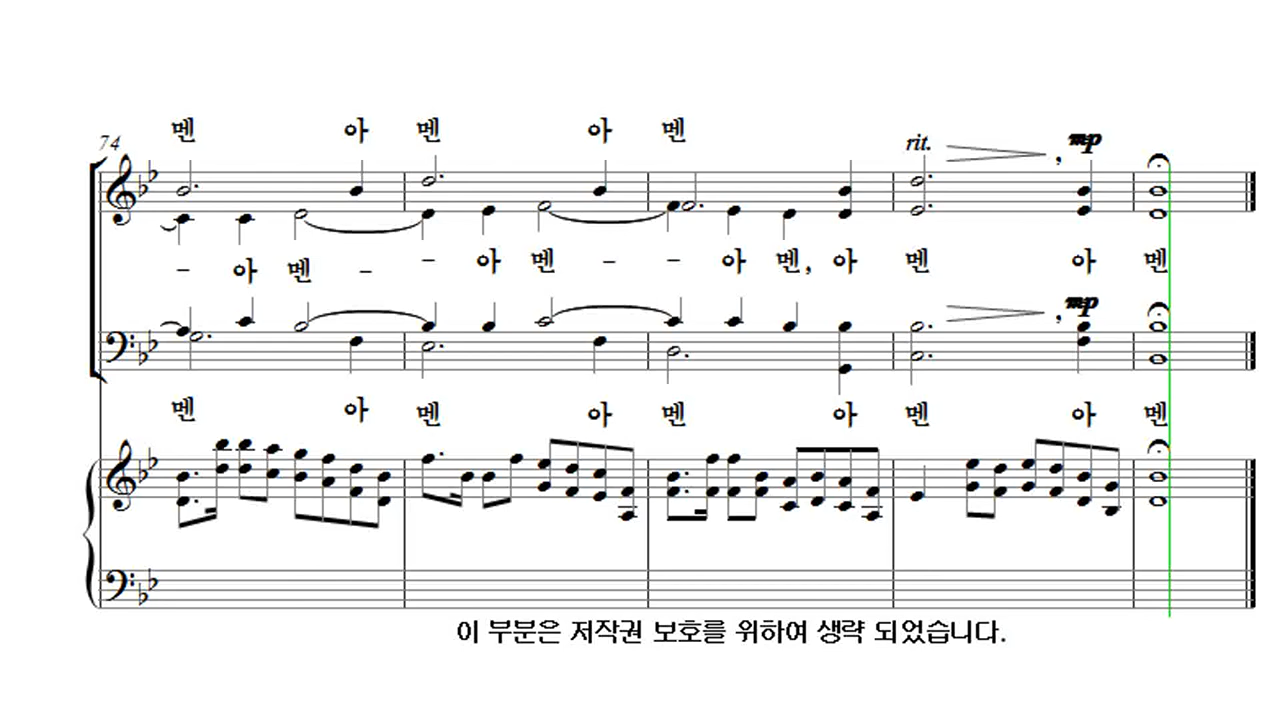 멘 아 멘 아 멘
74 rit. , mp
- 아 멘 - - 아 멘 - - 아 멘, 아 멘 아 멘
, mp
멘 아 멘 아 멘 아 멘 아 멘
이 부분은 저작권 보호를 위하여 생략 되었습니다.